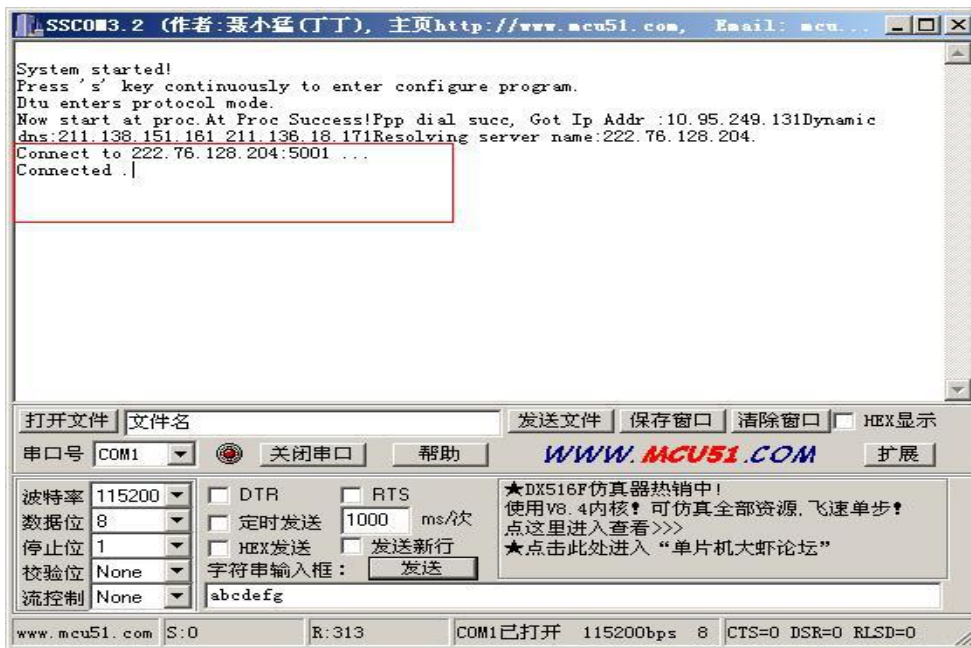 SSCOM3.2 (作者:聂小猛(丁丁), 主页http://www.mcu51.com, Email: mcu...
System started!
Press 's' key continuously to enter configure program.
Dtu enters protocol mode.
Now start at proc.At Proc Success!Ppp dial succ, Got Ip Addr :10.95.249.131Dynamic
dns:211.138.151.161 211.136.18.171Resolving server name:222.76.128.204.
Connect to 222.76.128.204:5001 ...
Connected .
打开文件 文件名 发送文件 保存窗口 清除窗口 HEX显示
串口号 COM1 关闭串口 帮助 WWW.MCU51.COM 扩展
波特率 115200 DTR RTS
数据位 8 定时发送 1000 ms/次
停止位 1 HEX发送 发送新行
校验位 None 字符串输入框: 发送
流控制 None abcdefg
★DX516F仿真器热销中!
使用V8.4内核!可仿真全部资源,飞速单步!
点这里进入查看>>>
★点击此处进入“单片机大虾论坛”
www.mcu51.com S:0 R:313 COM1已打开 115200bps 8 CTS=0 DSR=0 RLSD=0